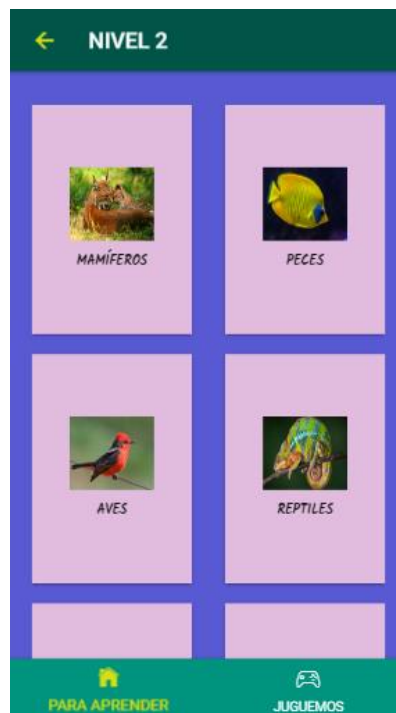 NIVEL 2
MAMÍFEROS
PECES
AVES
REPTILES
PARA APRENDER
JUGUEMOS